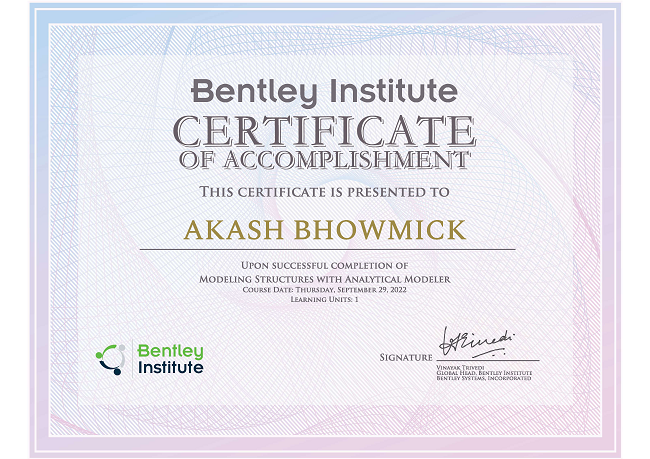 Bentley Institute
CERTIFICATE
OF ACCOMPLISHMENT
THIS CERTIFICATE IS PRESENTED TO
AKASH BHOWMICK
UPON SUCCESSFUL COMPLETION OF
MODELING STRUCTURES WITH ANALYTICAL MODELER
COURSE DATE: THURSDAY, SEPTEMBER 29, 2022
LEARNING UNITS: 1
Bentley
Institute
SIGNATURE
VINAYAK TRIVEDI
GLOBAL HEAD, BENTLEY INSTITUTE
BENTLEY SYSTEMS, INCORPORATED